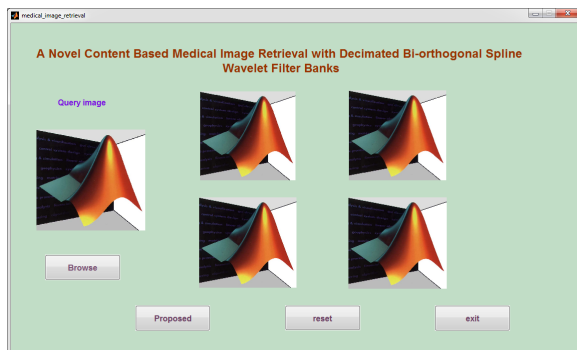 medical_image_retrieval
A Novel Content Based Medical Image Retrieval with Decimated Bi-orthogonal Spline
Wavelet Filter Banks
Query image
Browse
Proposed
reset
exit